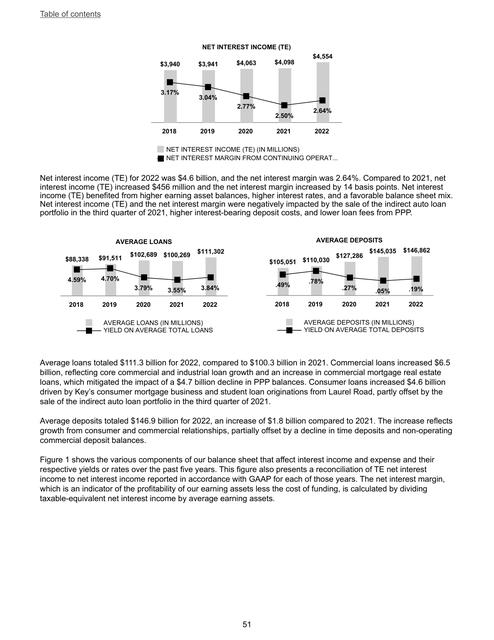 Table of contents
NET INTEREST INCOME (TE)
$3,940 $3,941 $4,063 $4,098 $4,554
3.17% 3.04% 2.77% 2.50% 2.64%
2018 2019 2020 2021 2022
NET INTEREST INCOME (TE) (IN MILLIONS)
NET INTEREST MARGIN FROM CONTINUING OPERAT...
Net interest income (TE) for 2022 was $4.6 billion, and the net interest margin was 2.64%. Compared to 2021, net
interest income (TE) increased $456 million and the net interest margin increased by 14 basis points. Net interest
income (TE) benefited from higher earning asset balances, higher interest rates, and a favorable balance sheet mix.
Net interest income (TE) and the net interest margin were negatively impacted by the sale of the indirect auto loan
portfolio in the third quarter of 2021, higher interest-bearing deposit costs, and lower loan fees from PPP.
AVERAGE LOANS
$88,338 $91,511 $102,689 $100,269 $111,302
4.59% 4.70% 3.79% 3.55% 3.84%
2018 2019 2020 2021 2022
AVERAGE LOANS (IN MILLIONS)
YIELD ON AVERAGE TOTAL LOANS
AVERAGE DEPOSITS
$105,051 $110,030 $127,286 $145,035 $146,862
.49% .78% .27% .05% .19%
2018 2019 2020 2021 2022
AVERAGE DEPOSITS (IN MILLIONS)
YIELD ON AVERAGE TOTAL DEPOSITS
Average loans totaled $111.3 billion for 2022, compared to $100.3 billion in 2021. Commercial loans increased $6.5
billion, reflecting core commercial and industrial loan growth and an increase in commercial mortgage real estate
loans, which mitigated the impact of a $4.7 billion decline in PPP balances. Consumer loans increased $4.6 billion
driven by Key's consumer mortgage business and student loan originations from Laurel Road, partly offset by the
sale of the indirect auto loan portfolio in the third quarter of 2021.
Average deposits totaled $146.9 billion for 2022, an increase of $1.8 billion compared to 2021. The increase reflects
growth from consumer and commercial relationships, partially offset by a decline in time deposits and non-operating
commercial deposit balances.
Figure 1 shows the various components of our balance sheet that affect interest income and expense and their
respective yields or rates over the past five years. This figure also presents a reconciliation of TE net interest
income to net interest income reported in accordance with GAAP for each of those years. The net interest margin,
which is an indicator of the profitability of our earning assets less the cost of funding, is calculated by dividing
taxable-equivalent net interest income by average earning assets.
51